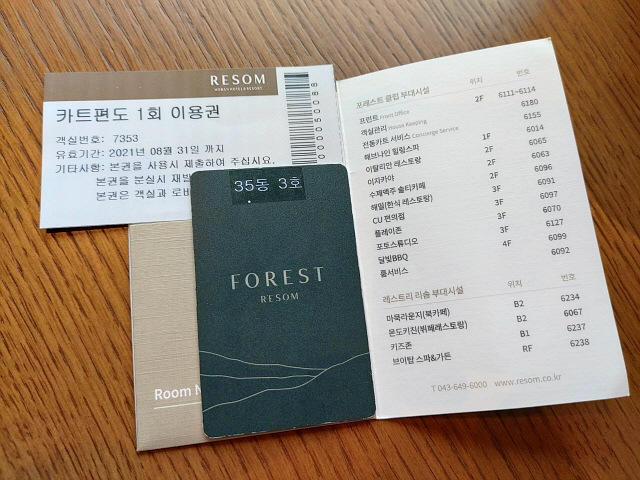 RESOM
카트편도 1회 이용권
객실번호: 7353
유효기간: 2021년 08월 31일 까지
기타사항: 본권을 사용시 제출하여 주십시요.
본권을 분실시 재발
본권은 객실과 로비
35동 3호
FOREST
RESOM
Room N
포레스트 클럽 부대시설 위치 번호
프런트 Front Office 2F 6111~6114
객실관리 House Keeping 6180
전동카트 서비스 Concierge Service 6155
해브나인 힐링스파 1F 6014
이탈리안 레스토랑 2F 6065
이자카야 2F 6063
수제맥주 솔티카페 2F 6096
해밀(한식 레스토랑) 3F 6091
CU 편의점 3F 6097
플레이존 3F 6070
포토스튜디오 3F 6127
달빛BBQ 4F 6099
룸서비스 6092
레스트리 리솜 부대시설 위치 번호
마묵라운지(북카페) B2 6234
몬도키친(뷔페레스토랑) B2 6067
키즈존 B1 6237
브이탑 스파&가든 RF 6238
T 043-649-6000 www.resom.co.kr